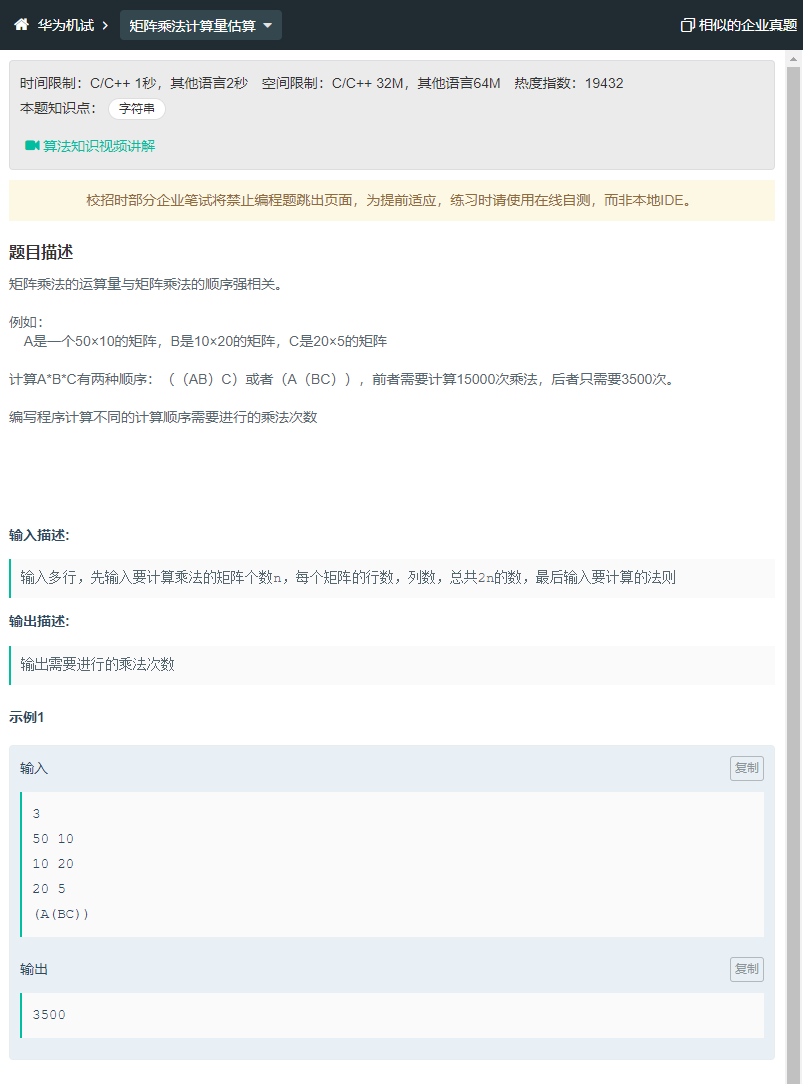 华为机试 › 矩阵乘法计算量估算 相似的企业真题
时间限制：C/C++ 1秒，其他语言2秒 空间限制：C/C++ 32M，其他语言64M 热度指数：19432
本题知识点： 字符串
算法知识视频讲解
校招时部分企业笔试将禁止编程题跳出页面，为提前适应，练习时请使用在线自测，而非本地IDE。
题目描述
矩阵乘法的运算量与矩阵乘法的顺序强相关。
例如：
A是一个50×10的矩阵，B是10×20的矩阵，C是20×5的矩阵
计算A*B*C有两种顺序：（（AB）C）或者（A（BC）），前者需要计算15000次乘法，后者只需要3500次。
编写程序计算不同的计算顺序需要进行的乘法次数
输入描述:
输入多行，先输入要计算乘法的矩阵个数n，每个矩阵的行数，列数，总共2n的数，最后输入要计算的法则
输出描述:
输出需要进行的乘法次数
示例1
输入 复制
3
50 10
10 20
20 5
(A(BC))
输出 复制
3500